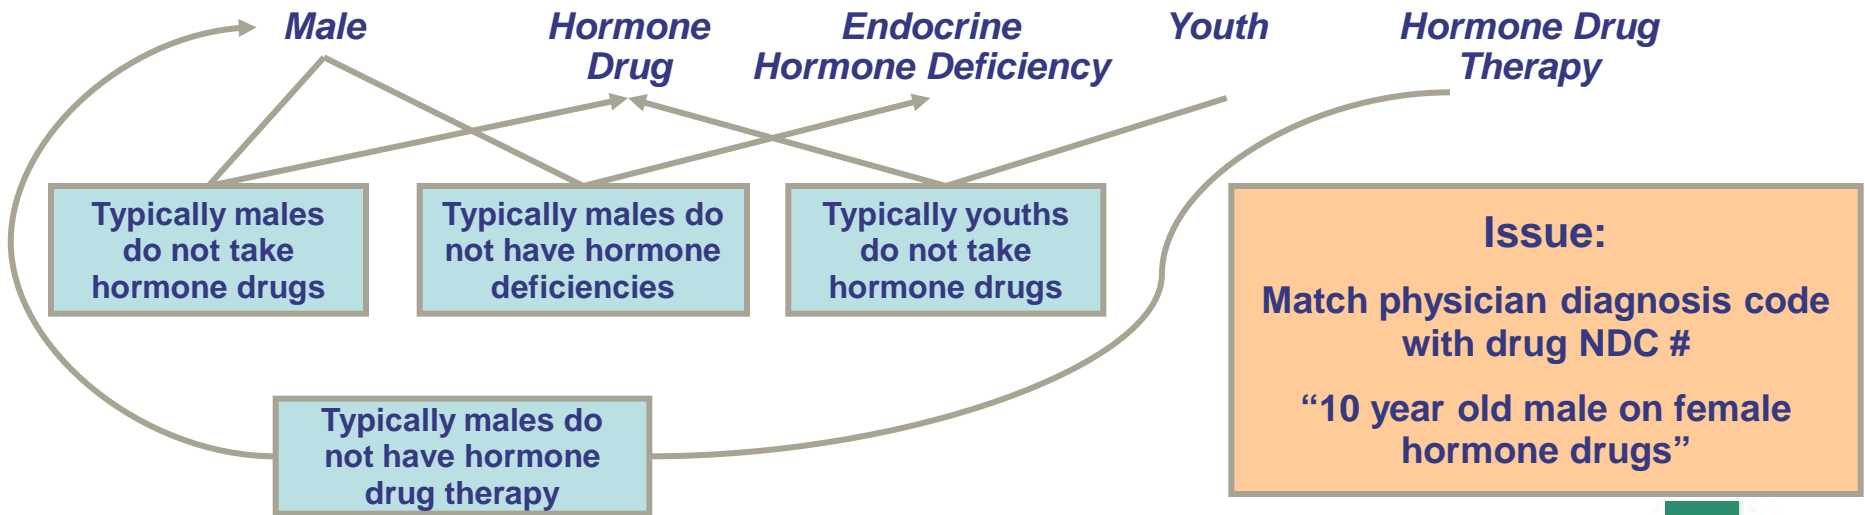 Male
Hormone
Drug
Endocrine
Hormone Deficiency
Youth
Hormone Drug
Therapy
Typically males
do not take
hormone drugs
Typically males do
not have hormone
deficiencies
Typically youths
do not take
hormone drugs
Issue:
Match physician diagnosis code
with drug NDC #
“10 year old male on female
hormone drugs”
Typically males do
not have hormone
drug therapy